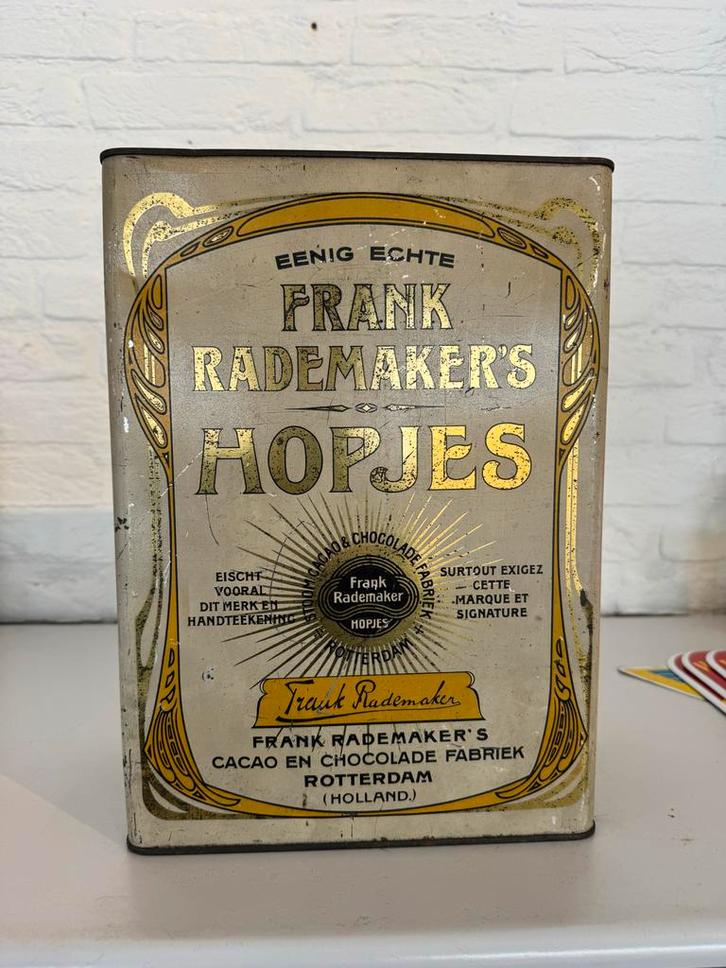 EENIG ECHTE
FRANK
RADEMAKER'S
HOPJES
STOOM CACAO & CHOCOLADE FABRIEK
ROTTERDAM
Frank
Rademaker
HOPJES
EISCHT
VOORAL
DIT MERK EN
HANDTEEKENING
SURTOUT EXIGEZ
CETTE
MARQUE ET
SIGNATURE
Frank Rademaker
FRANK RADEMAKER'S
CACAO EN CHOCOLADE FABRIEK
ROTTERDAM
(HOLLAND.)